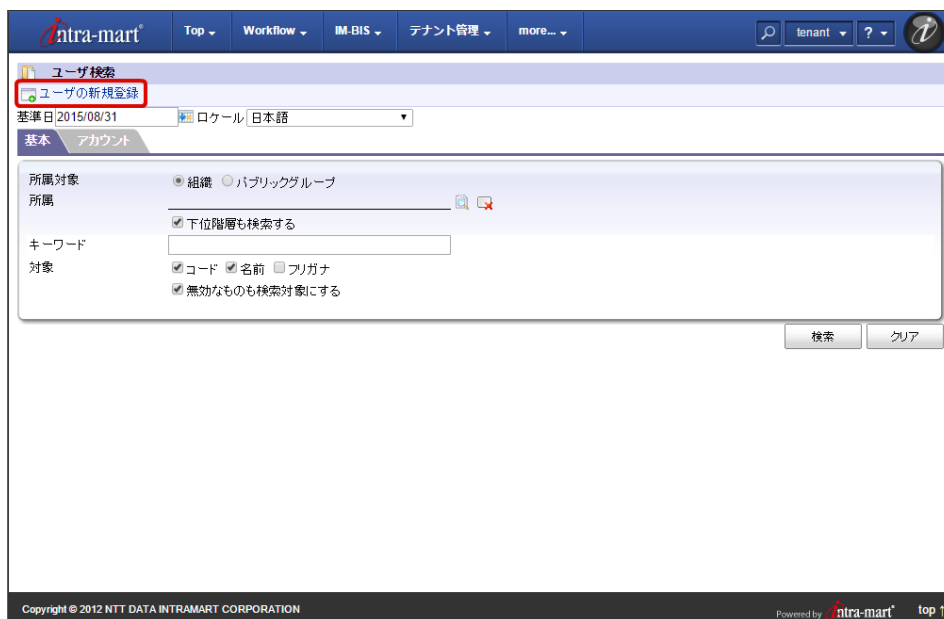 intra-mart® Top Workflow IM-BIS テナント管理 more... tenant ?
ユーザ検索
ユーザの新規登録
基準日 2015/08/31 ロケール 日本語
基本 アカウント
所属対象 組織 パブリックグループ
所属
下位階層も検索する
キーワード
対象 コード 名前 フリガナ
無効なものも検索対象にする
検索 クリア
Copyright © 2012 NTT DATA INTRAMART CORPORATION Powered by intra-mart® top ↑